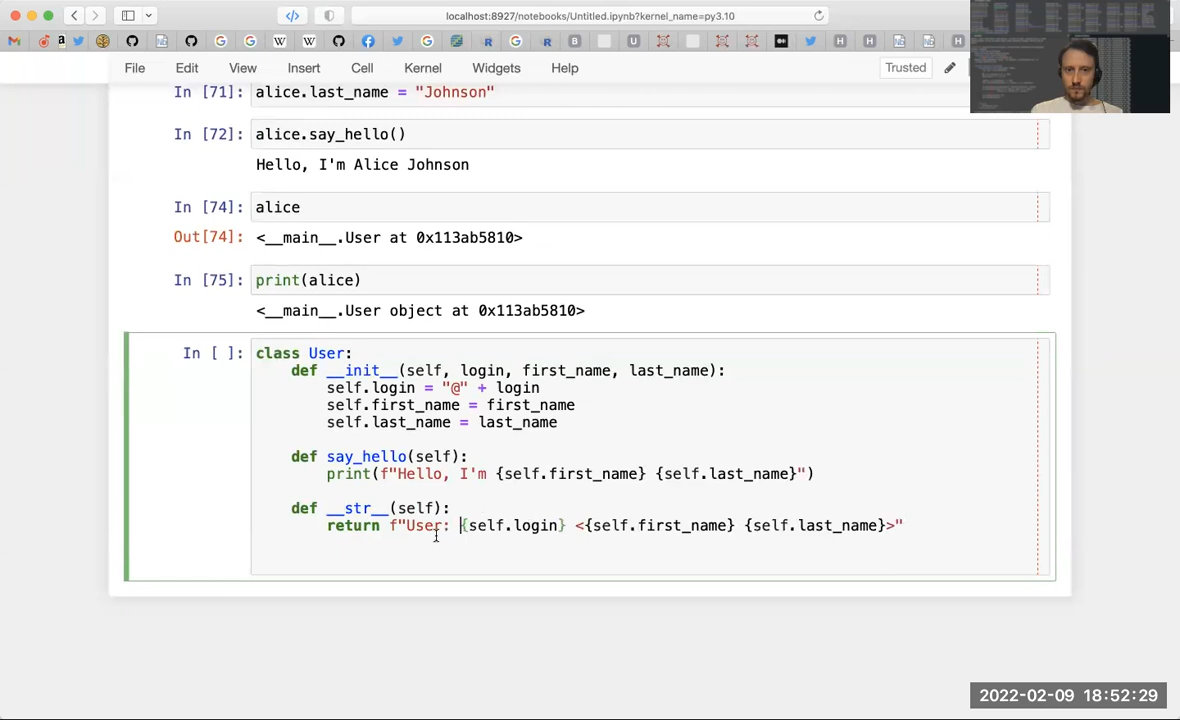 localhost:8927/notebooks/Untitled.ipynb?kernel_name=py3.10
File Edit View Insert Cell Kernel Widgets Help Trusted
In [71]: alice.last_name = "Johnson"
In [72]: alice.say_hello()
Hello, I'm Alice Johnson
In [74]: alice
Out[74]: <__main__.User at 0x113ab5810>
In [75]: print(alice)
<__main__.User object at 0x113ab5810>
In [ ]: class User:
def __init__(self, login, first_name, last_name):
self.login = "@" + login
self.first_name = first_name
self.last_name = last_name
def say_hello(self):
print(f"Hello, I'm {self.first_name} {self.last_name}")
def __str__(self):
return f"User: {self.login} <{self.first_name} {self.last_name}>"
2022-02-09 18:52:29